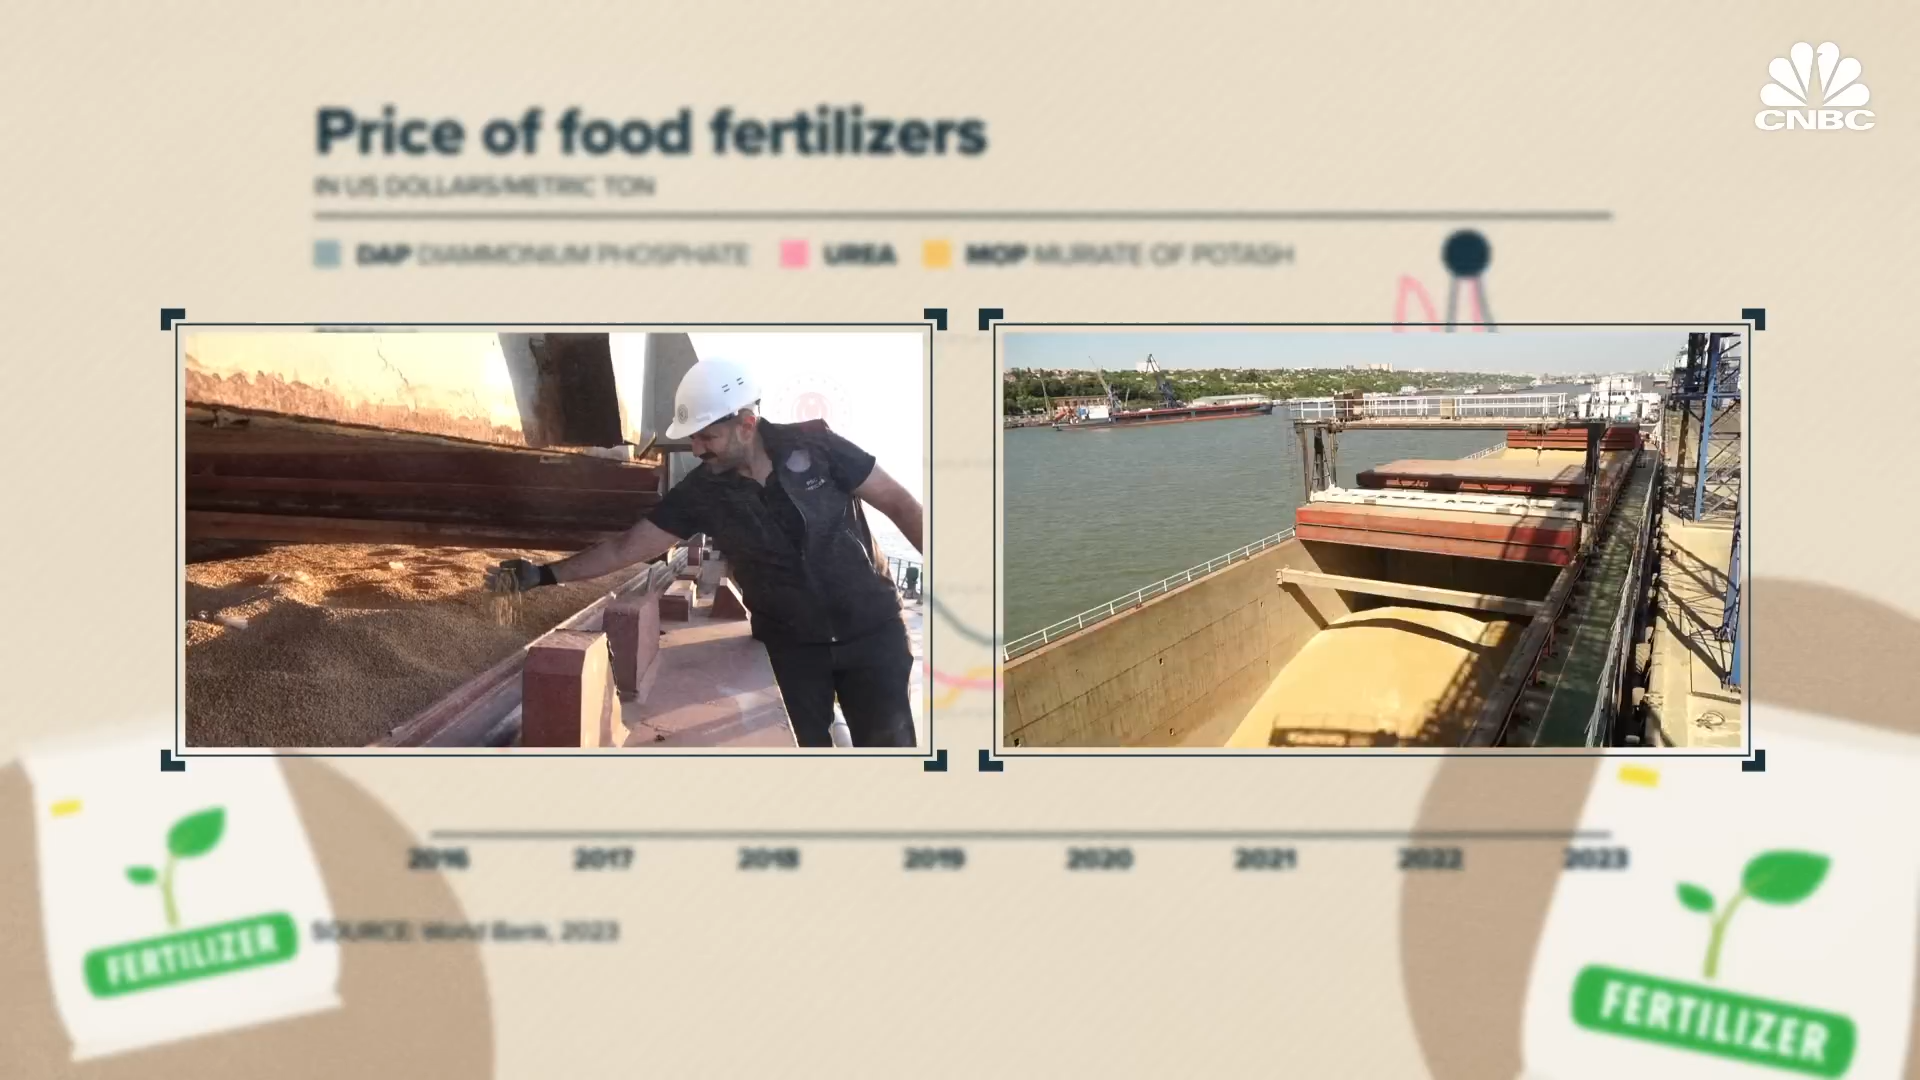 CNBC
Price of food fertilizers
IN US DOLLARS/METRIC TON
DAP DIAMMONIUM PHOSPHATE UREA MOP MURIATE OF POTASH
2016 2017 2018 2019 2020 2021 2022 2023
SOURCE: World Bank, 2023
FERTILIZER
FERTILIZER